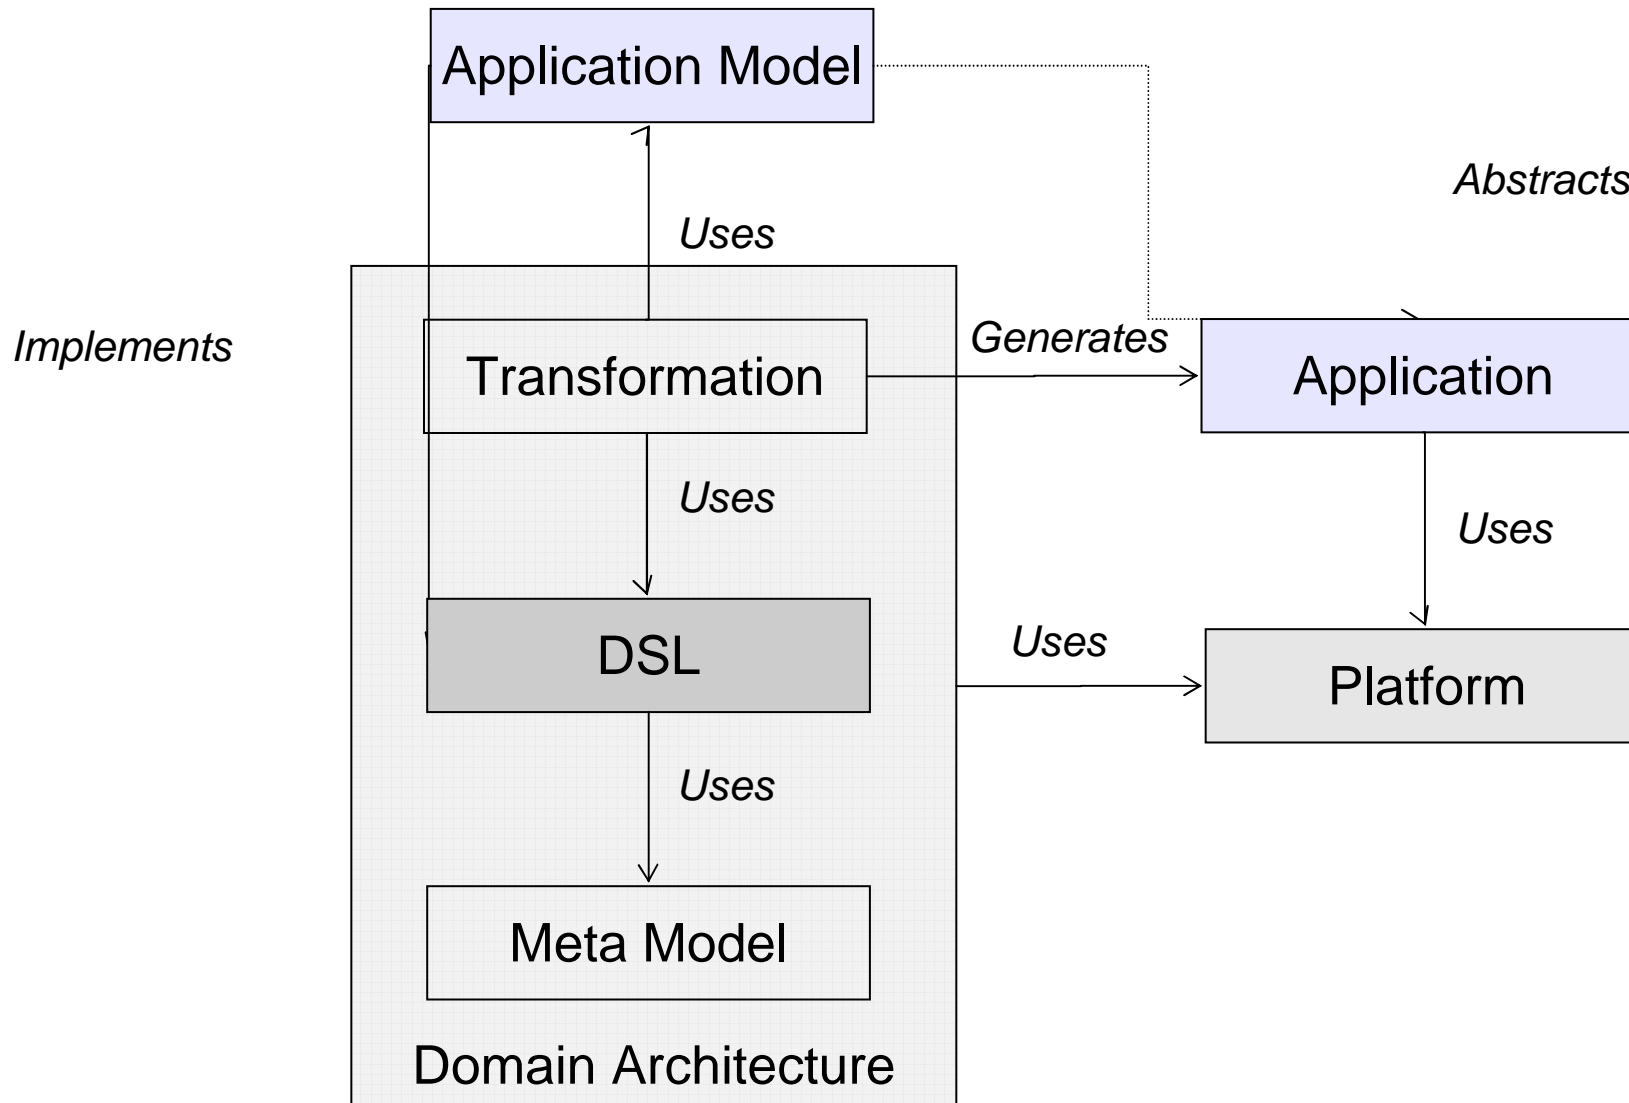 Application Model
Abstracts
Uses
Implements
Transformation
Generates
Application
Uses
Uses
DSL
Uses
Platform
Uses
Meta Model
Domain Architecture